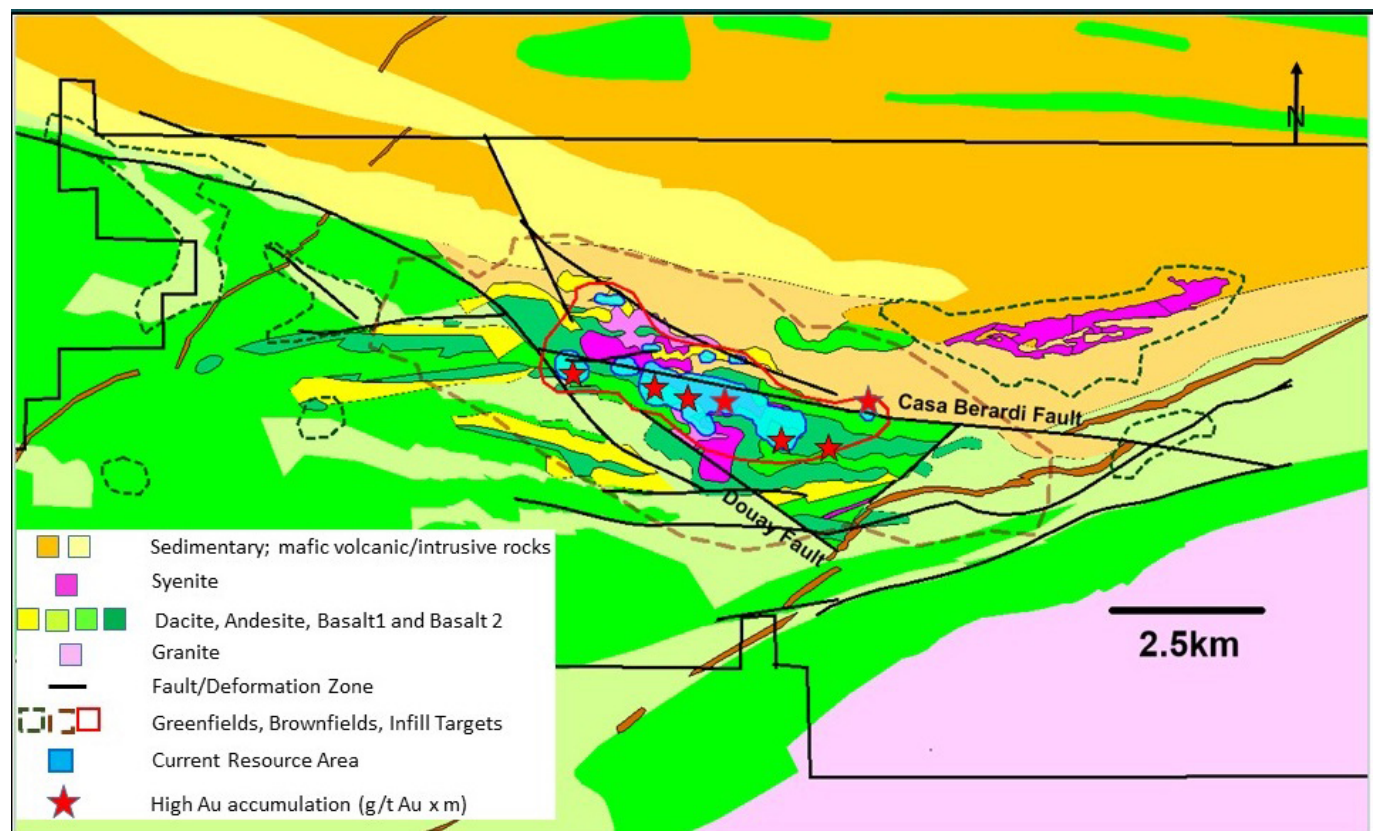 N
Casa Berardi Fault
Douay Fault
2.5km
Sedimentary; mafic volcanic/intrusive rocks
Syenite
Dacite, Andesite, Basalt1 and Basalt 2
Granite
Fault/Deformation Zone
Greenfields, Brownfields, Infill Targets
Current Resource Area
High Au accumulation (g/t Au x m)